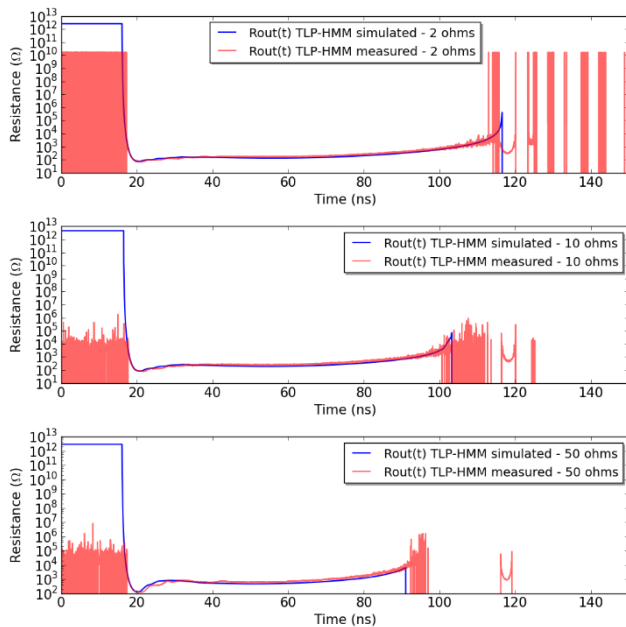 10^13
10^12
10^11
10^10
10^9
10^8
10^7
10^6
10^5
10^4
10^3
10^2
10^1
Resistance (Ω)
Rout(t) TLP-HMM simulated - 2 ohms
Rout(t) TLP-HMM measured - 2 ohms
0 20 40 60 80 100 120 140
Time (ns)
10^13
10^12
10^11
10^10
10^9
10^8
10^7
10^6
10^5
10^4
10^3
10^2
10^1
Resistance (Ω)
Rout(t) TLP-HMM simulated - 10 ohms
Rout(t) TLP-HMM measured - 10 ohms
0 20 40 60 80 100 120 140
Time (ns)
10^13
10^12
10^11
10^10
10^9
10^8
10^7
10^6
10^5
10^4
10^3
10^2
Resistance (Ω)
Rout(t) TLP-HMM simulated - 50 ohms
Rout(t) TLP-HMM measured - 50 ohms
0 20 40 60 80 100 120 140
Time (ns)